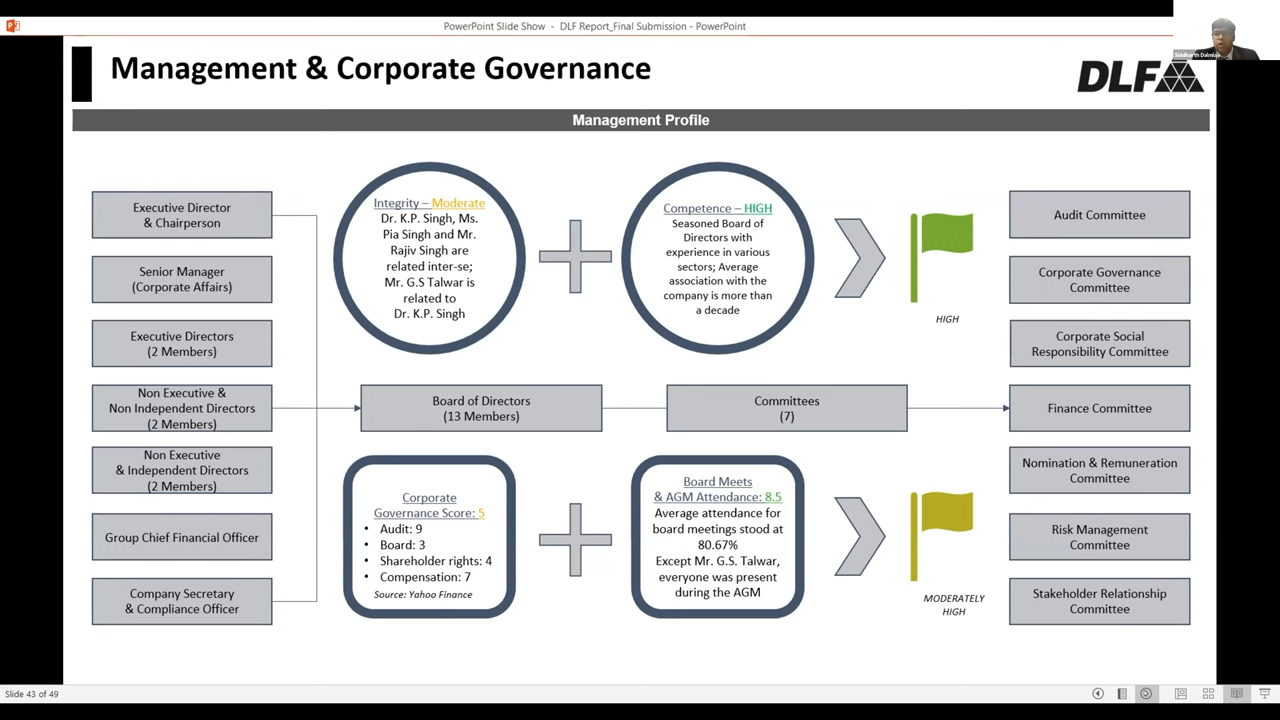 PowerPoint Slide Show - DLF Report_Final Submission - PowerPoint
Siddharth Dalmia
Management & Corporate Governance
DLF
Management Profile
Executive Director
& Chairperson
Senior Manager
(Corporate Affairs)
Executive Directors
(2 Members)
Non Executive &
Non Independent Directors
(2 Members)
Non Executive
& Independent Directors
(2 Members)
Group Chief Financial Officer
Company Secretary
& Compliance Officer
Integrity – Moderate
Dr. K.P. Singh, Ms.
Pia Singh and Mr.
Rajiv Singh are
related inter-se;
Mr. G.S Talwar is
related to
Dr. K.P. Singh
Competence – HIGH
Seasoned Board of
Directors with
experience in various
sectors; Average
association with the
company is more than
a decade
HIGH
Board of Directors
(13 Members)
Committees
(7)
Corporate
Governance Score: 5
• Audit: 9
• Board: 3
• Shareholder rights: 4
• Compensation: 7
Source: Yahoo Finance
Board Meets
& AGM Attendance: 8.5
Average attendance for
board meetings stood at
80.67%
Except Mr. G.S. Talwar,
everyone was present
during the AGM
MODERATELY
HIGH
Audit Committee
Corporate Governance
Committee
Corporate Social
Responsibility Committee
Finance Committee
Nomination & Remuneration
Committee
Risk Management
Committee
Stakeholder Relationship
Committee
Slide 43 of 49